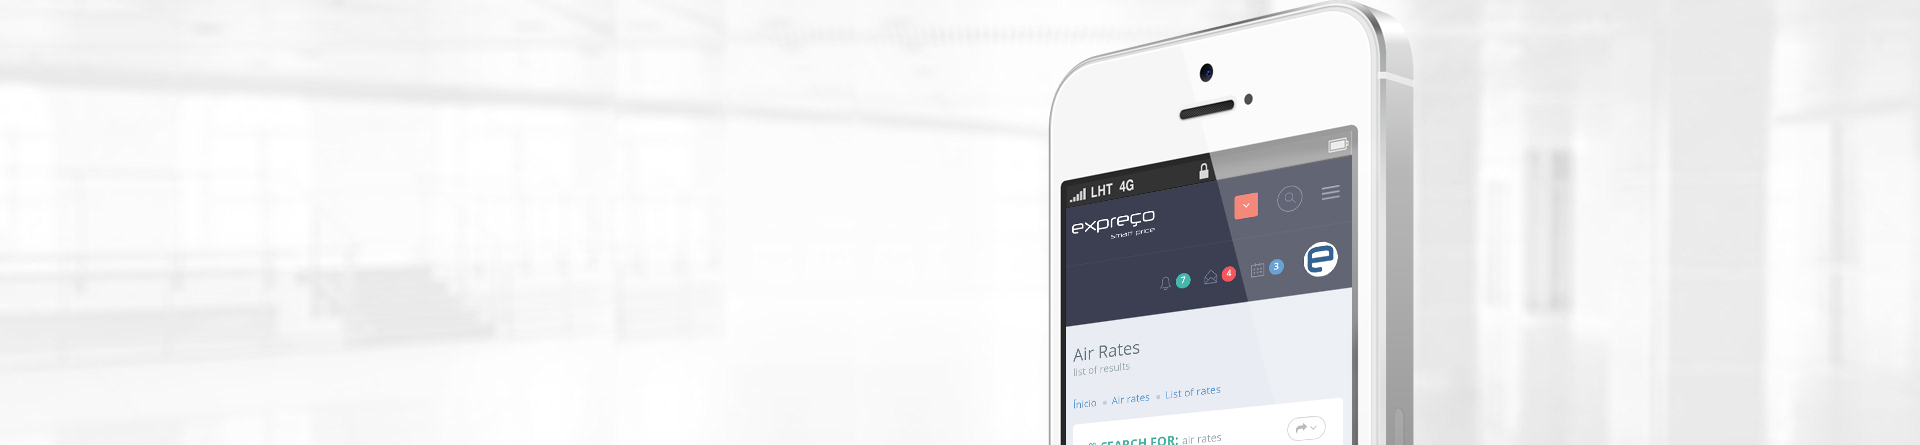 LHT 4G
expreço
smart price
7
4
3
e
Air Rates
list of results
Ínicio Air rates List of rates
SEARCH FOR: air rates